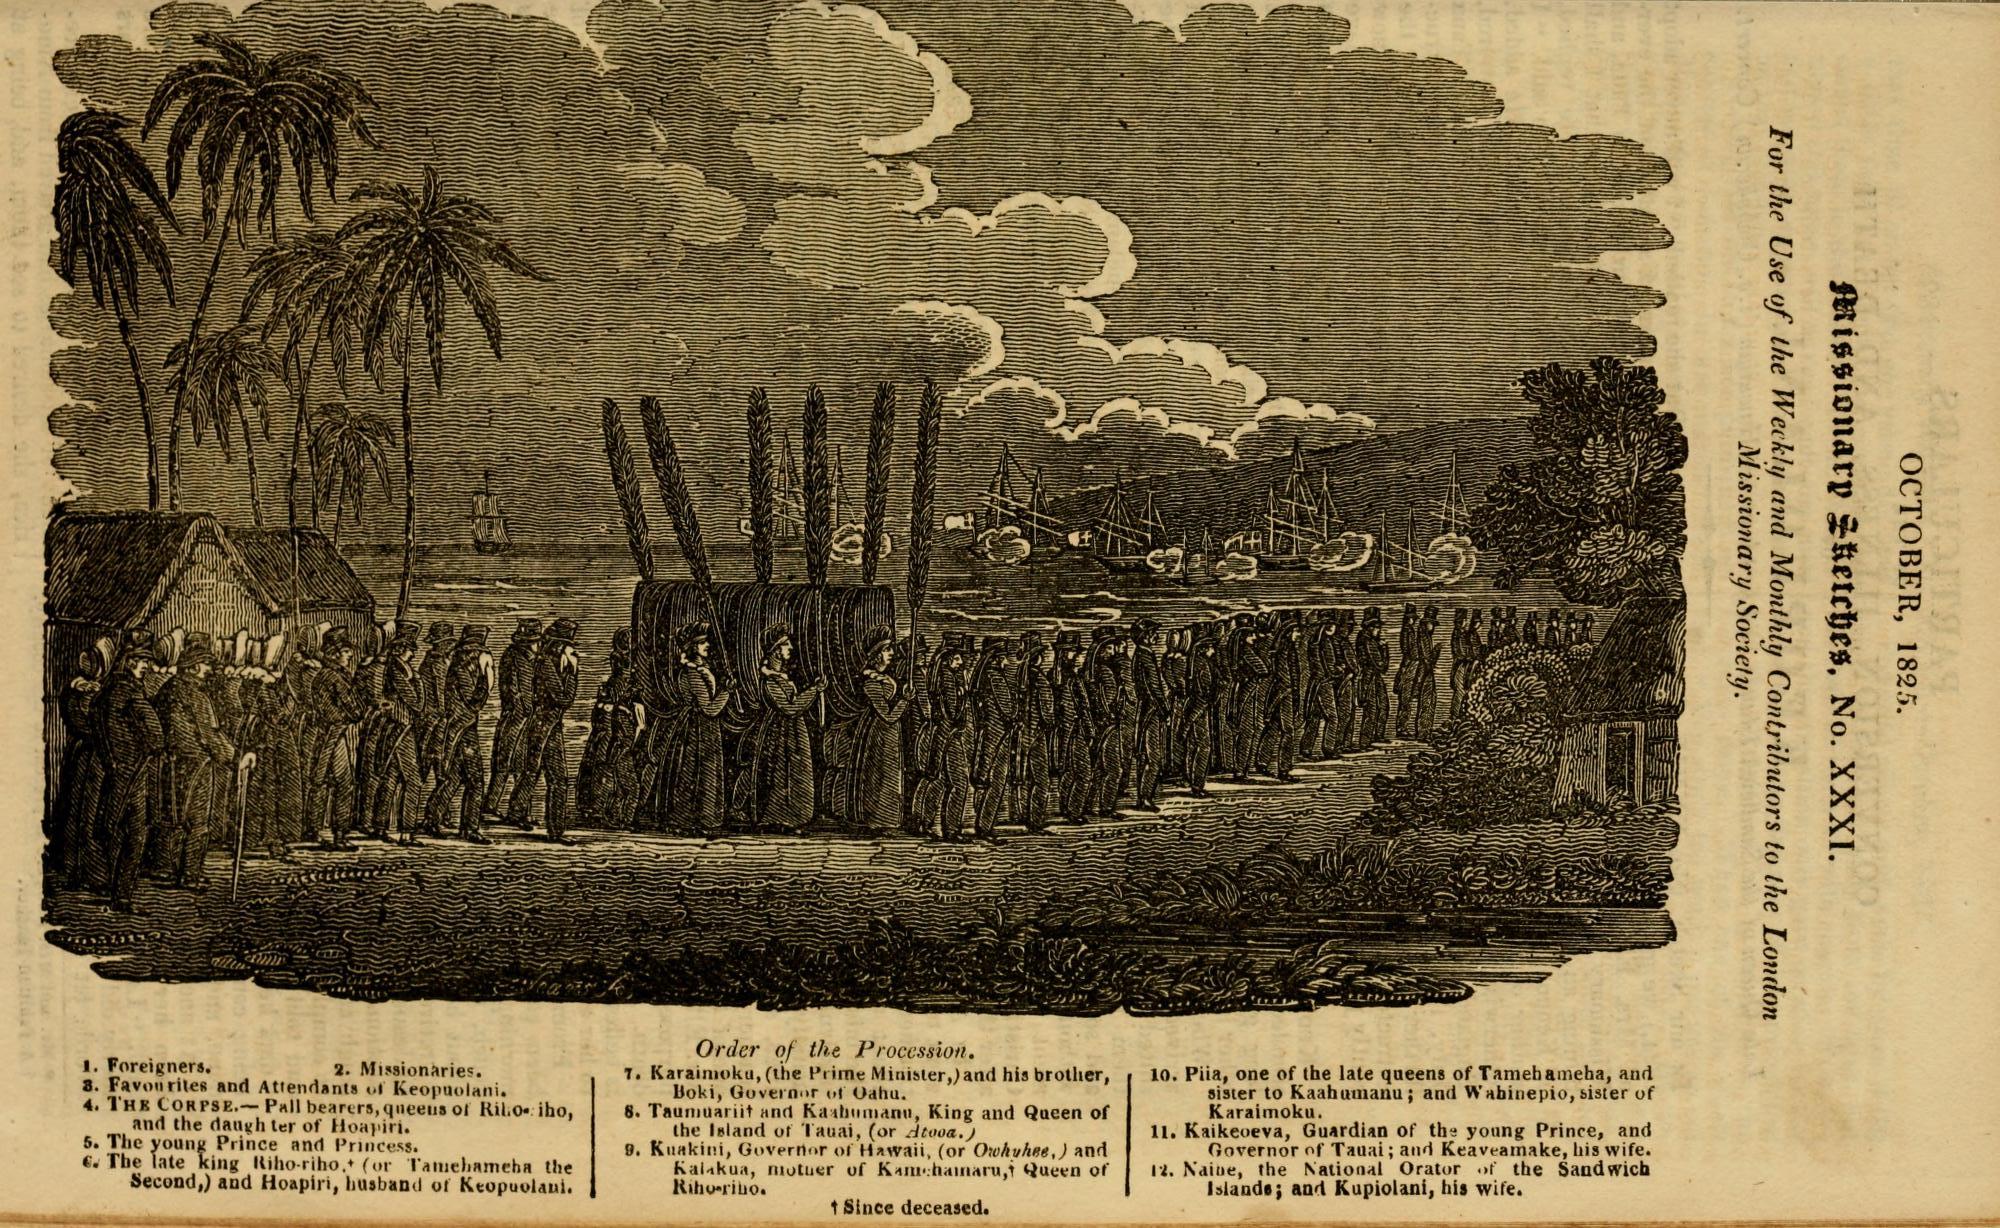 OCTOBER, 1825.
Missionary Sketches, No. XXXI.
For the Use of the Weekly and Monthly Contributors to the London
Missionary Society.
Order of the Procession.
1. Foreigners. 2. Missionaries.
3. Favourites and Attendants of Keopuolani.
4. THE CORPSE.— Pall bearers, queens of Riho-riho,
and the daughter of Hoapiri.
5. The young Prince and Princess.
6. The late king Riho-riho,† (or Tamehameha the
Second,) and Hoapiri, husband of Keopuolani.
7. Karaimoku, (the Prime Minister,) and his brother,
Boki, Governor of Oahu.
8. Taumuarii† and Kaahumanu, King and Queen of
the Island of Tauai, (or Atooa.)
9. Kuakini, Governor of Hawaii, (or Owhyhee,) and
Kalakua, mother of Kamehamaru,† Queen of
Riho-riho.
10. Piia, one of the late queens of Tamehameha, and
sister to Kaahumanu; and Wahinepio, sister of
Karaimoku.
11. Kaikeoeva, Guardian of the young Prince, and
Governor of Tauai; and Keaveamake, his wife.
12. Naihe, the National Orator of the Sandwich
Islands; and Kupiolani, his wife.
† Since deceased.